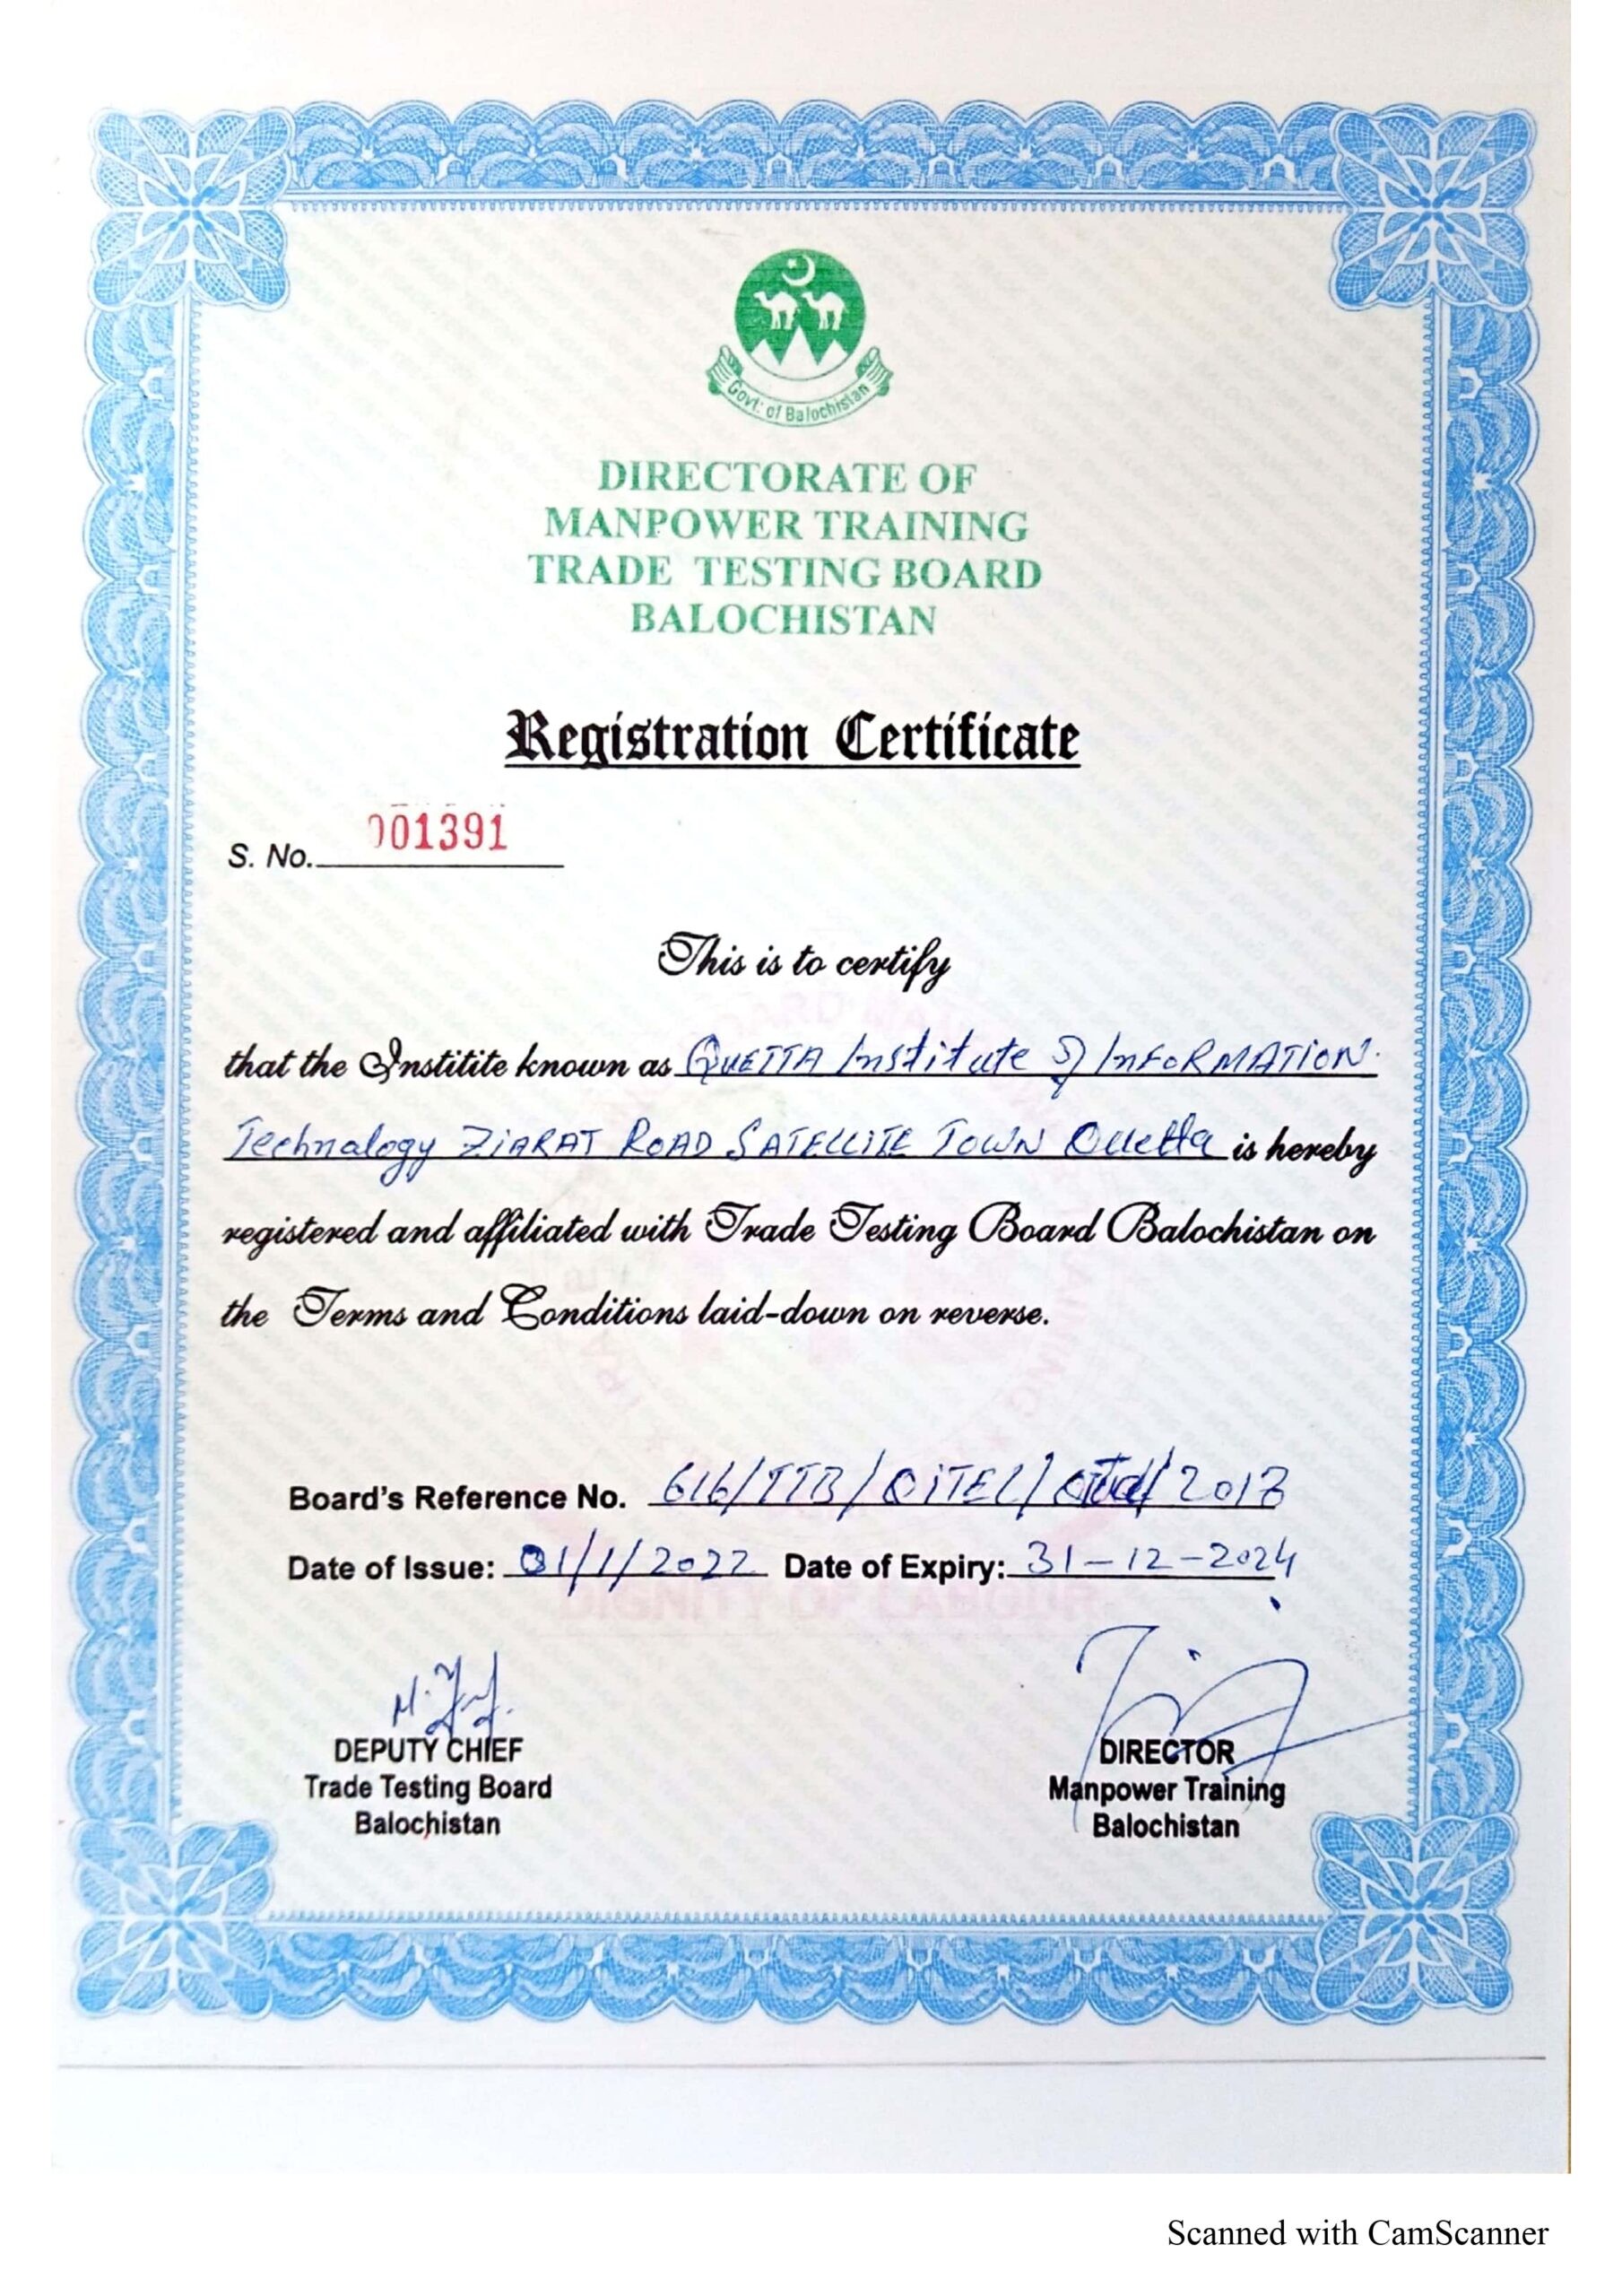 Govt: of Balochistan
DIRECTORATE OF
MANPOWER TRAINING
TRADE TESTING BOARD
BALOCHISTAN
Registration Certificate
S. No. 001391
This is to certify
that the Institite known as QUETTA Institute of INFORMATION
Technology ZIARAT ROAD SATELLITE TOWN Quetta is hereby
registered and affiliated with Trade Testing Board Balochistan on
the Terms and Conditions laid-down on reverse.
Board's Reference No. 616/TTB/
Date of Issue: 01/1/2022 Date of Expiry: 31-12-2024
DIGNITY OF LABOUR
DEPUTY CHIEF
Trade Testing Board
Balochistan
DIRECTOR
Manpower Training
Balochistan
Scanned with CamScanner